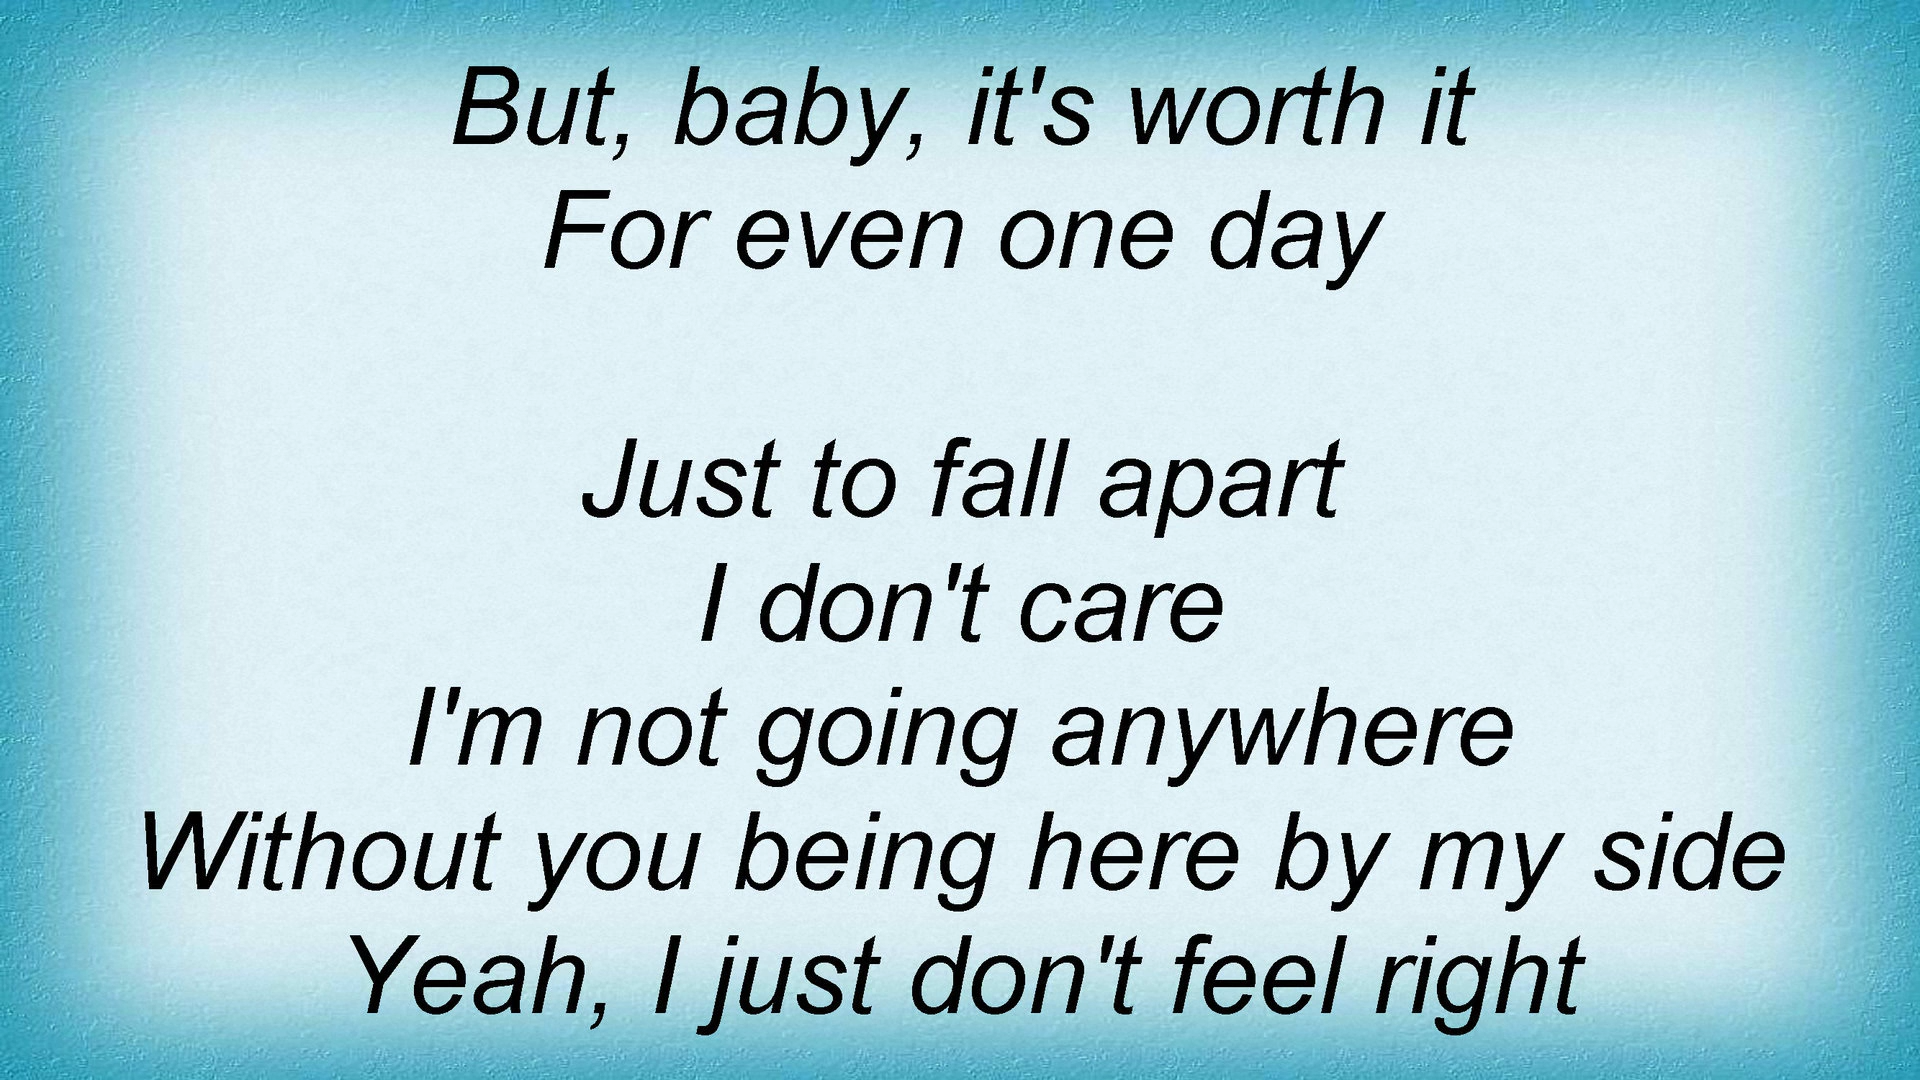 But, baby, it's worth it
For even one day
Just to fall apart
I don't care
I'm not going anywhere
Without you being here by my side
Yeah, I just don't feel right